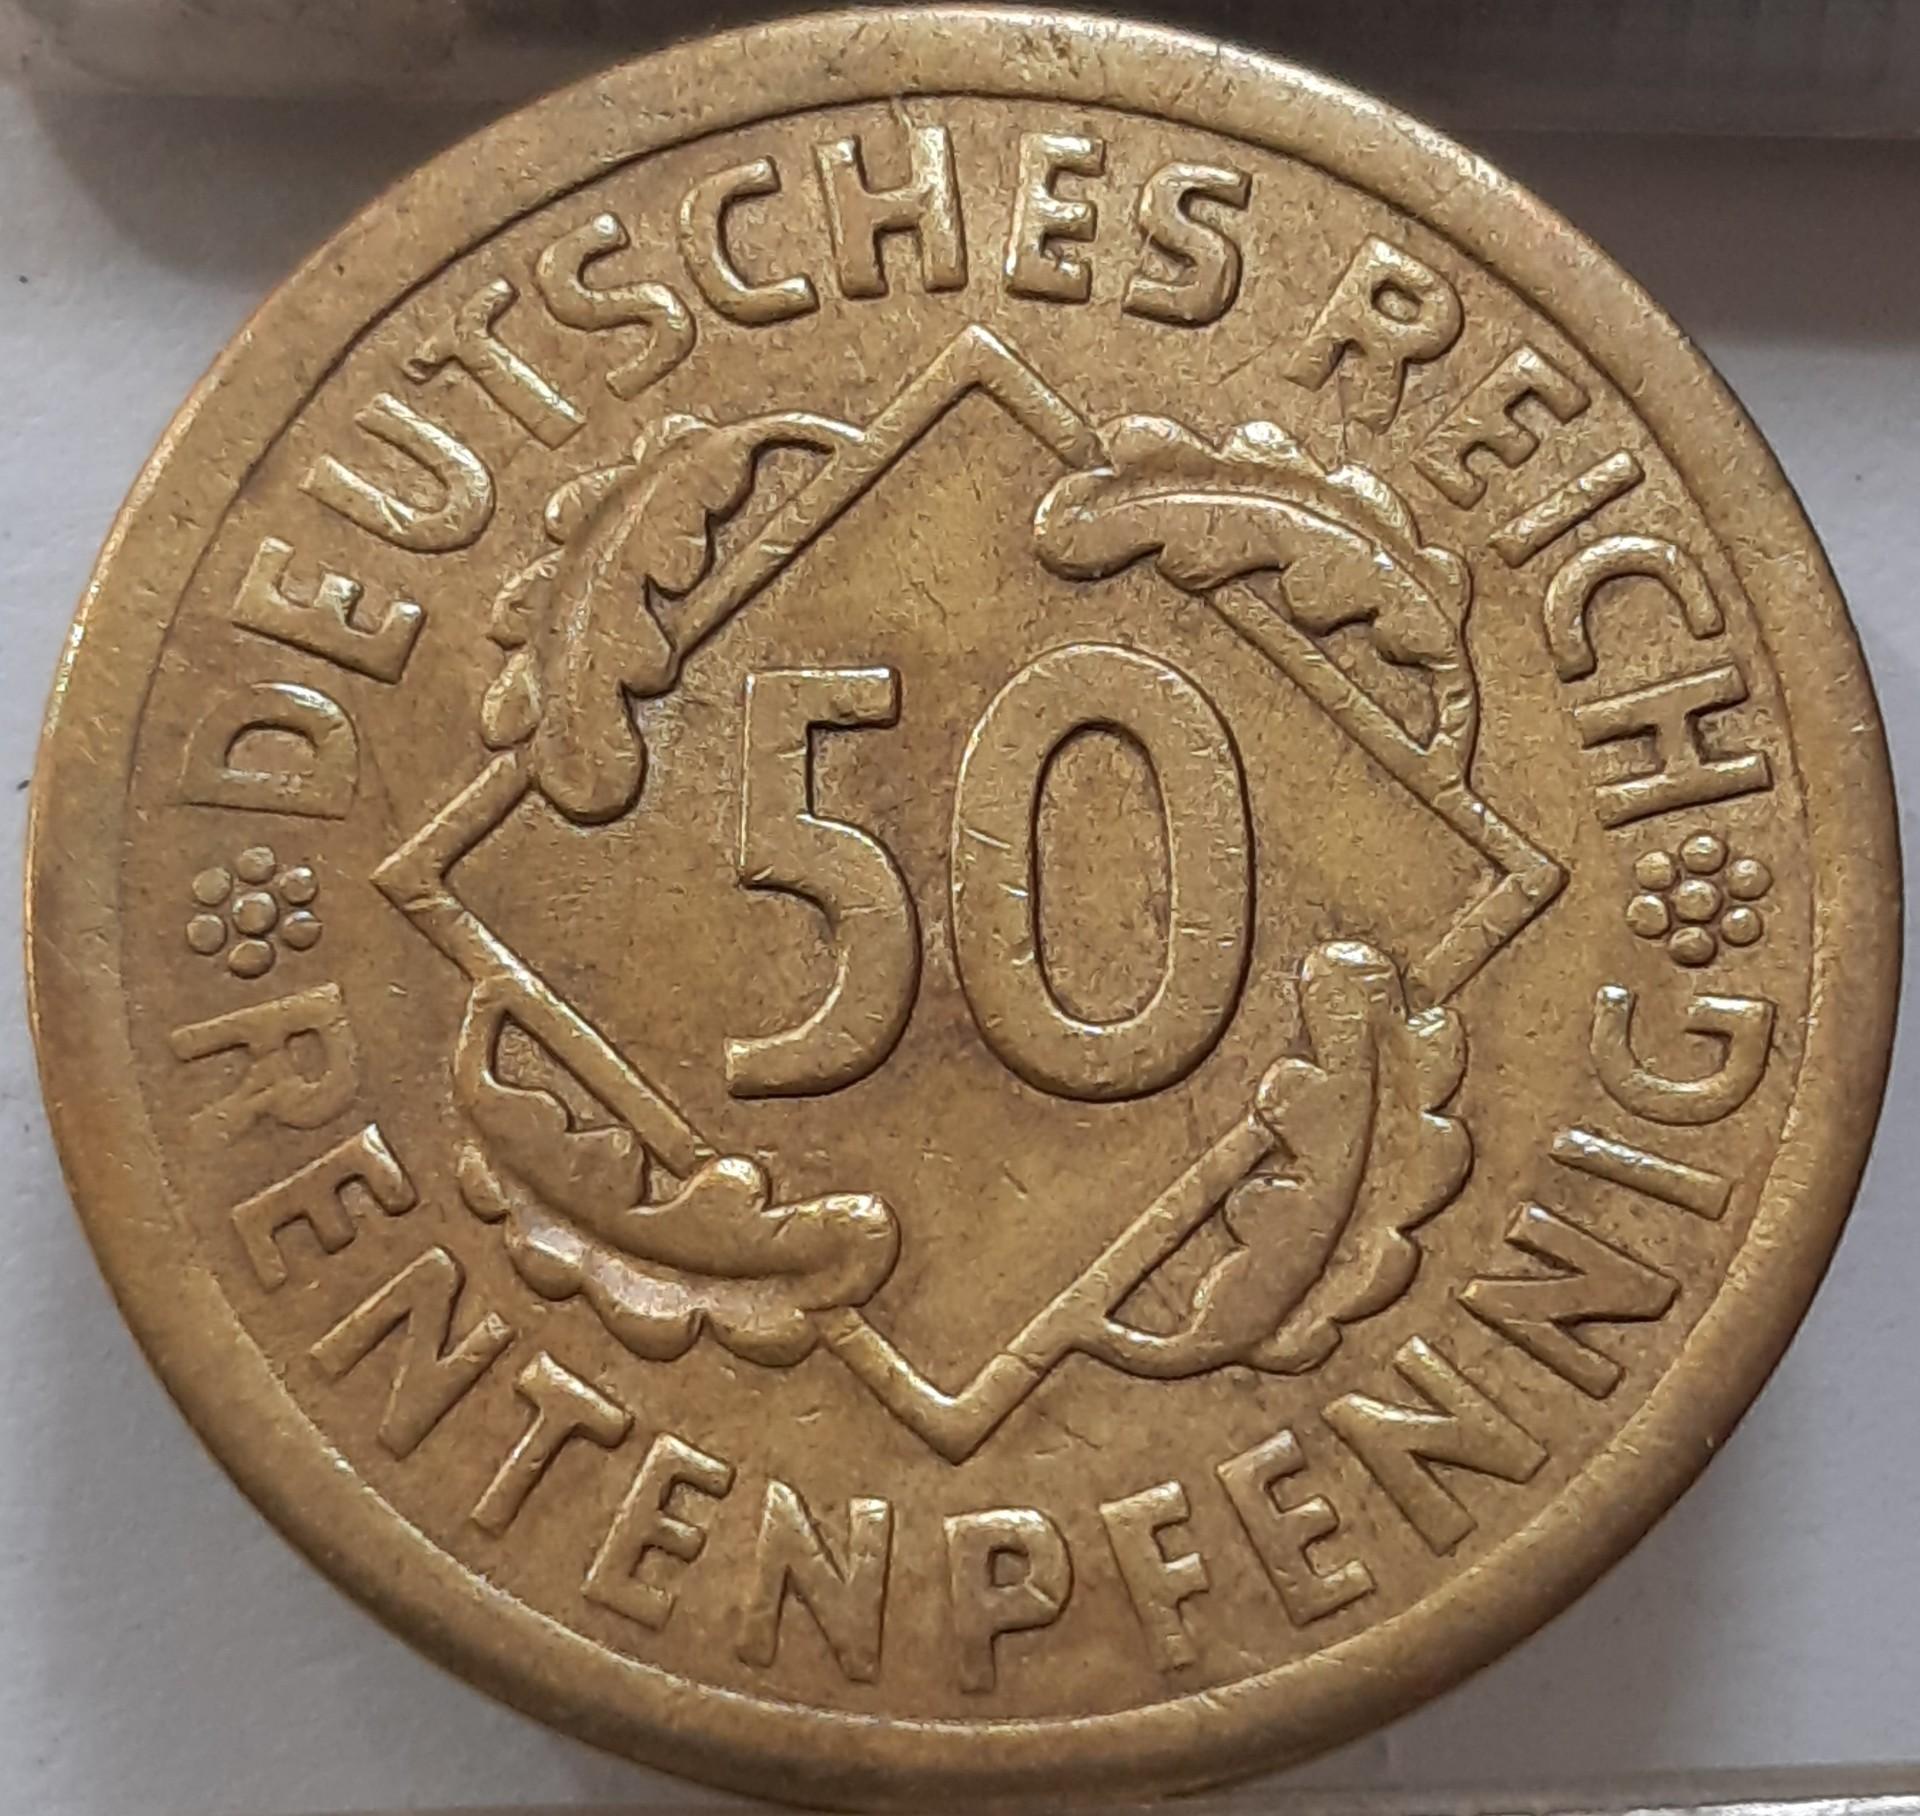 DEUTSCHES REICH
50
RENTENPFENNIG